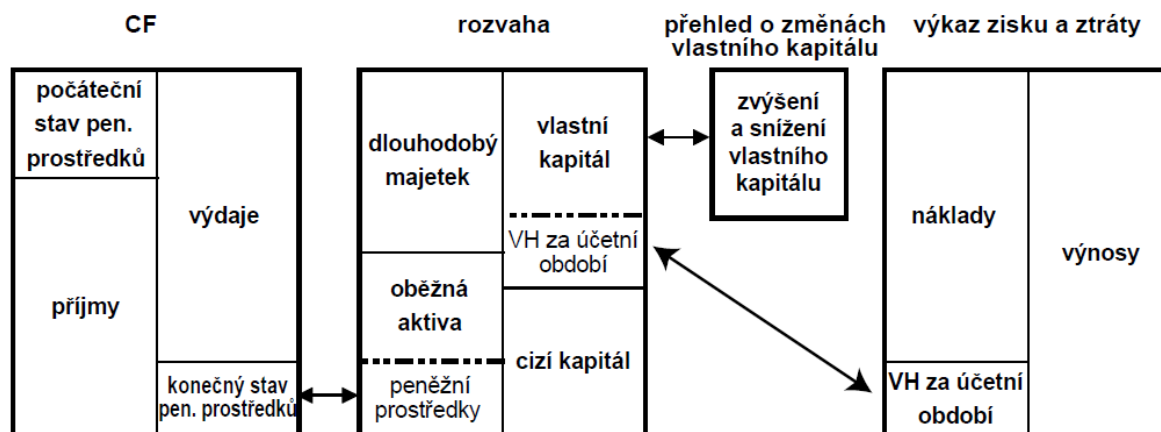 CF
rozvaha
přehled o změnách
vlastního kapitálu
výkaz zisku a ztráty
počáteční
stav pen.
prostředků
výdaje
příjmy
konečný stav
pen. prostředků
dlouhodobý
majetek
vlastní
kapitál
VH za účetní
období
oběžná
aktiva
cizí kapitál
peněžní
prostředky
zvýšení
a snížení
vlastního
kapitálu
náklady
výnosy
VH za účetní
období